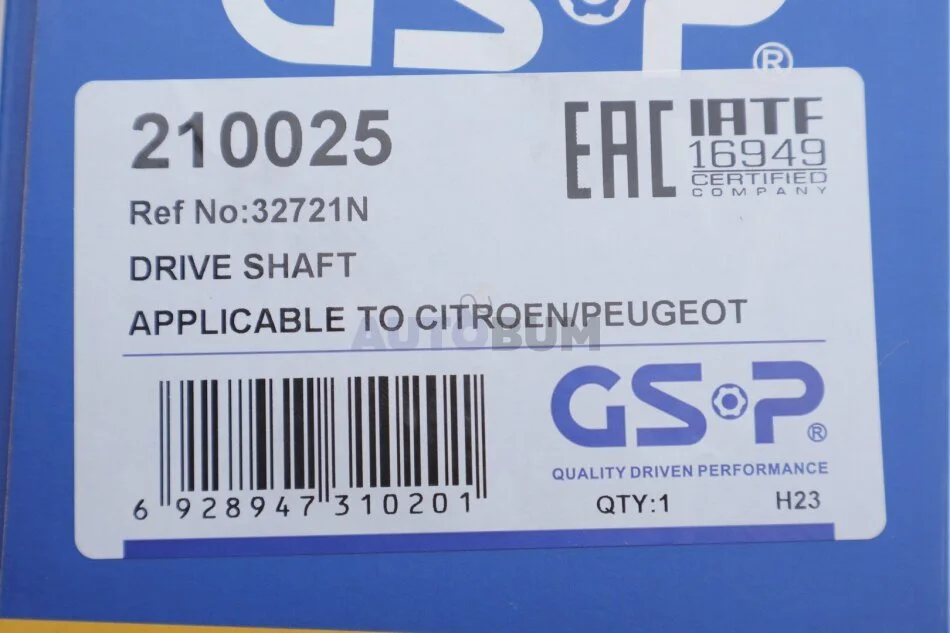 GSP®
210025
EAC
IATF
16949
CERTIFIED
COMPANY
Ref No:32721N
DRIVE SHAFT
APPLICABLE TO CITROEN/PEUGEOT
AUTOBUM
GSP®
QUALITY DRIVEN PERFORMANCE
6 928947 310201
QTY:1 H23